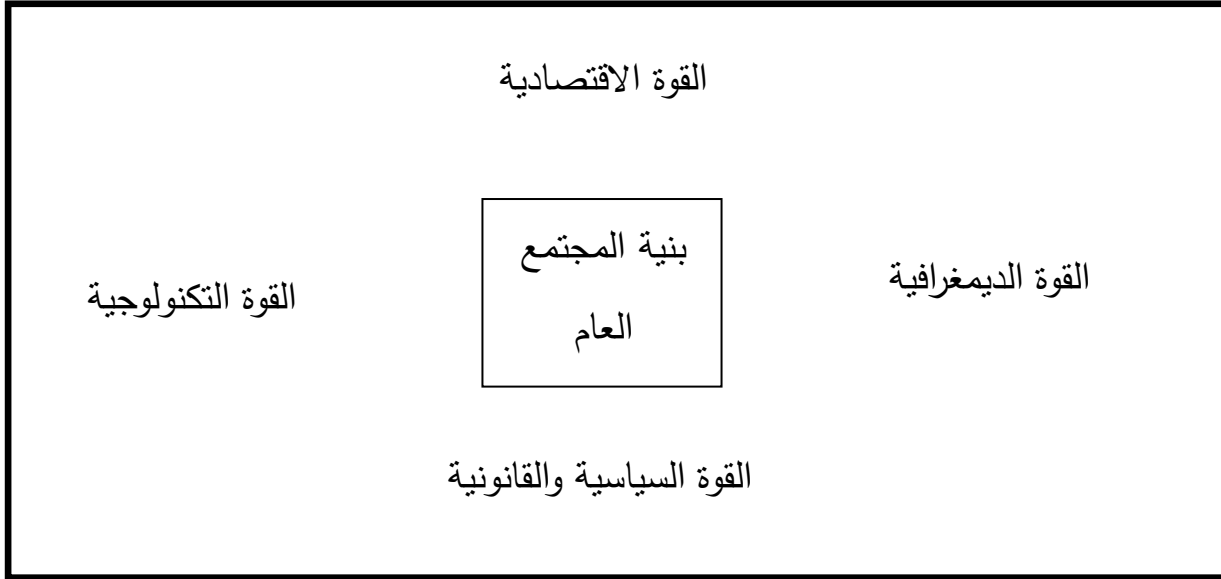 القوة الاقتصادية
القوة الديمغرافية
بنية المجتمع
العام
القوة التكنولوجية
القوة السياسية والقانونية